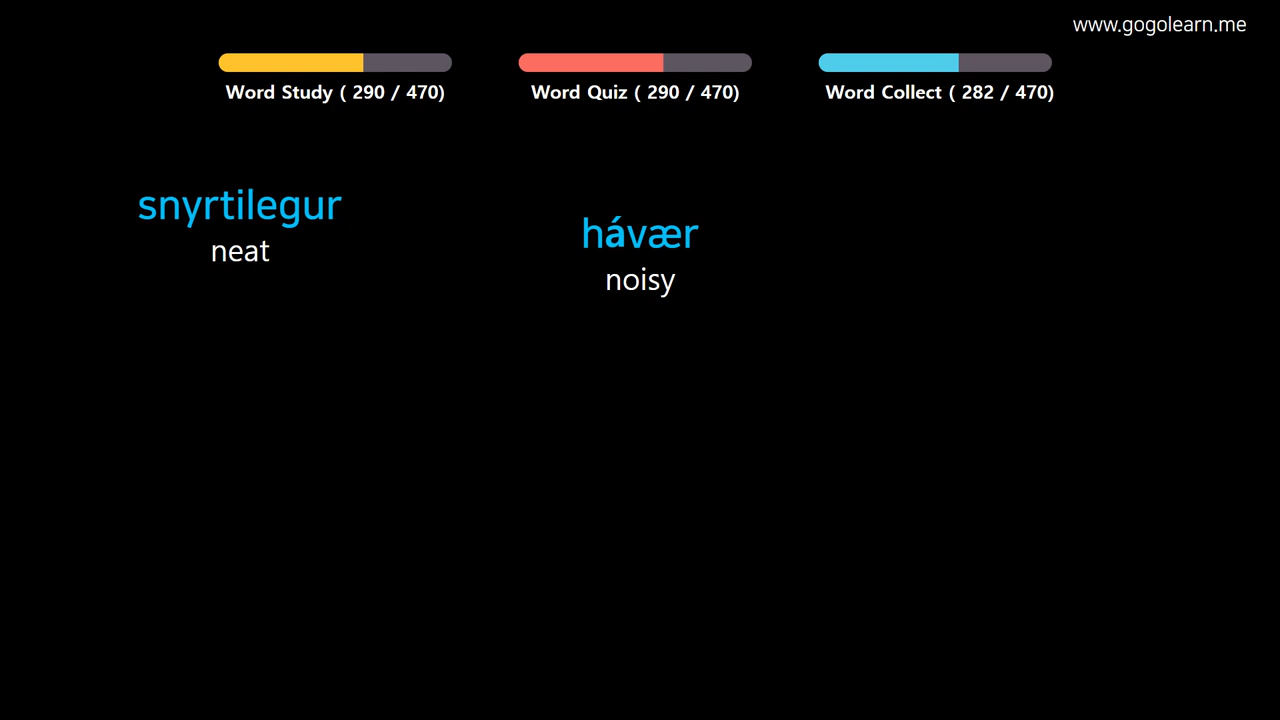 www.gogolearn.me
Word Study ( 290 / 470)
Word Quiz ( 290 / 470)
Word Collect ( 282 / 470)
snyrtilegur
neat
hávær
noisy